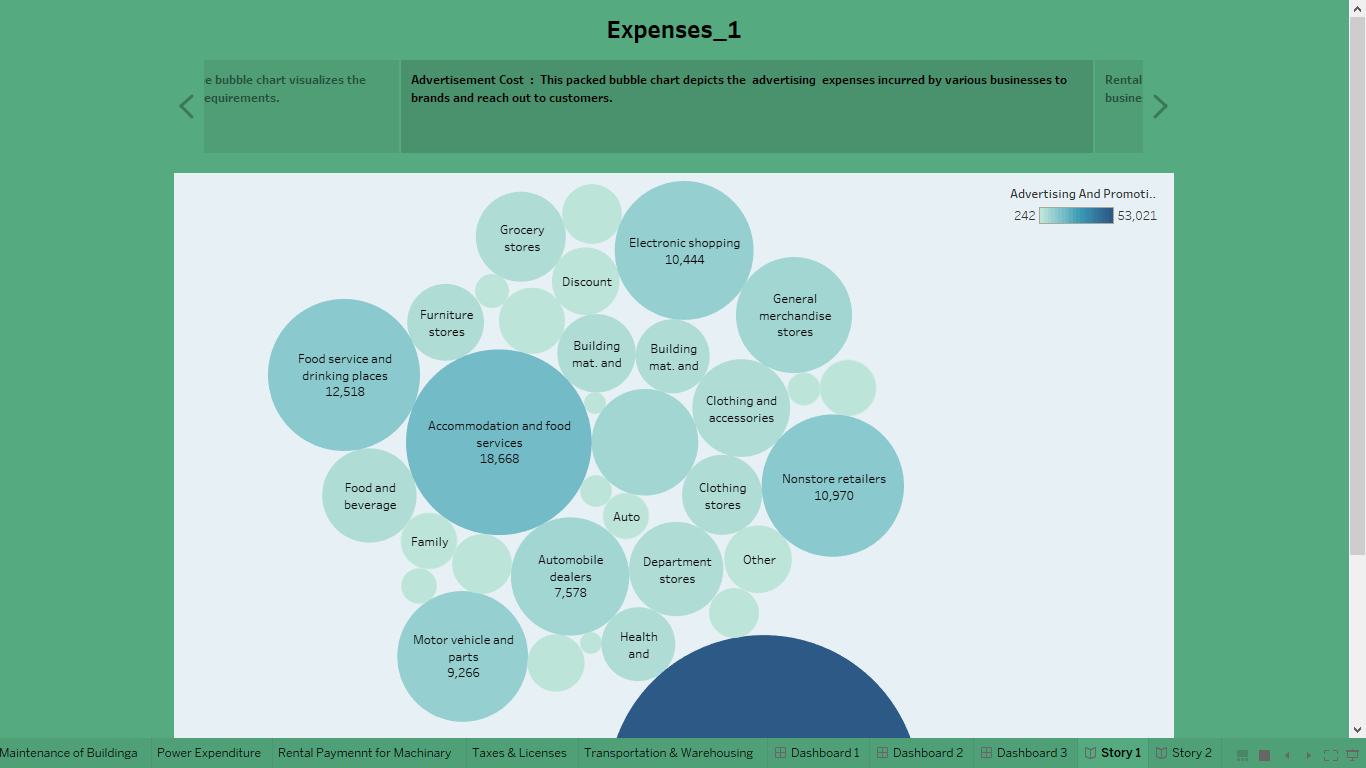 Expenses_1
e bubble chart visualizes the
equirements.
Advertisement Cost : This packed bubble chart depicts the advertising expenses incurred by various businesses to
brands and reach out to customers.
Rental
busine
Advertising And Promoti..
242 53,021
Grocery
stores
Electronic shopping
10,444
Discount
General
merchandise
stores
Furniture
stores
Building
mat. and
Building
mat. and
Food service and
drinking places
12,518
Clothing and
accessories
Accommodation and food
services
18,668
Nonstore retailers
10,970
Food and
beverage
Clothing
stores
Auto
Family
Automobile
dealers
7,578
Department
stores
Other
Motor vehicle and
parts
9,266
Health
and
Maintenance of Buildinga Power Expenditure Rental Paymennt for Machinary Taxes & Licenses Transportation & Warehousing Dashboard 1 Dashboard 2 Dashboard 3 Story 1 Story 2